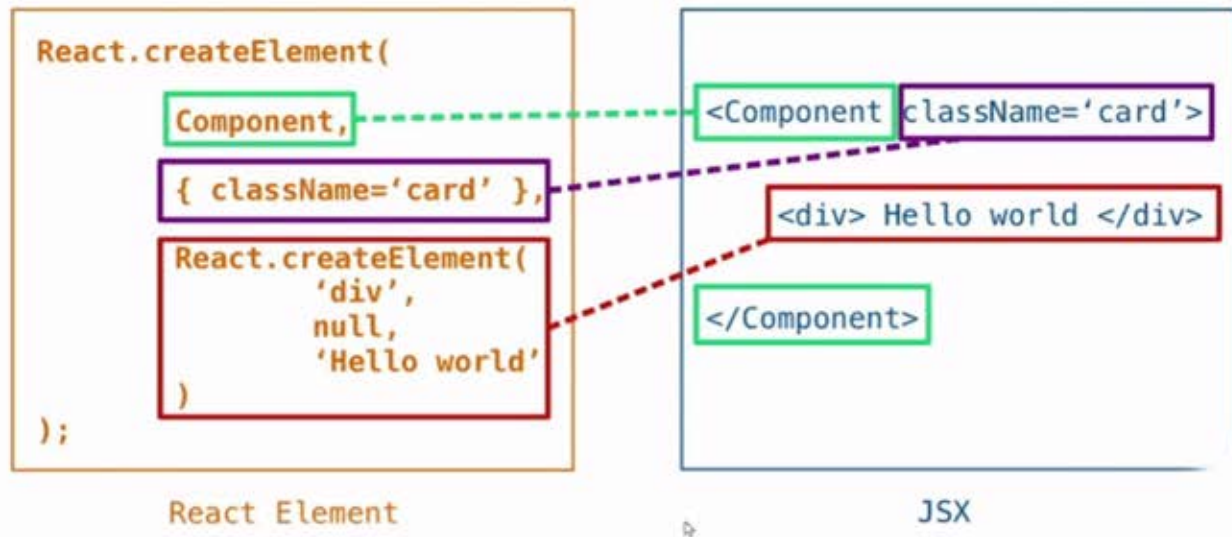 React.createElement(
Component,
{ className=‘card’ },
React.createElement(
‘div’,
null,
‘Hello world’
)
);
React Element
<Component className=‘card’>
<div> Hello world </div>
</Component>
JSX